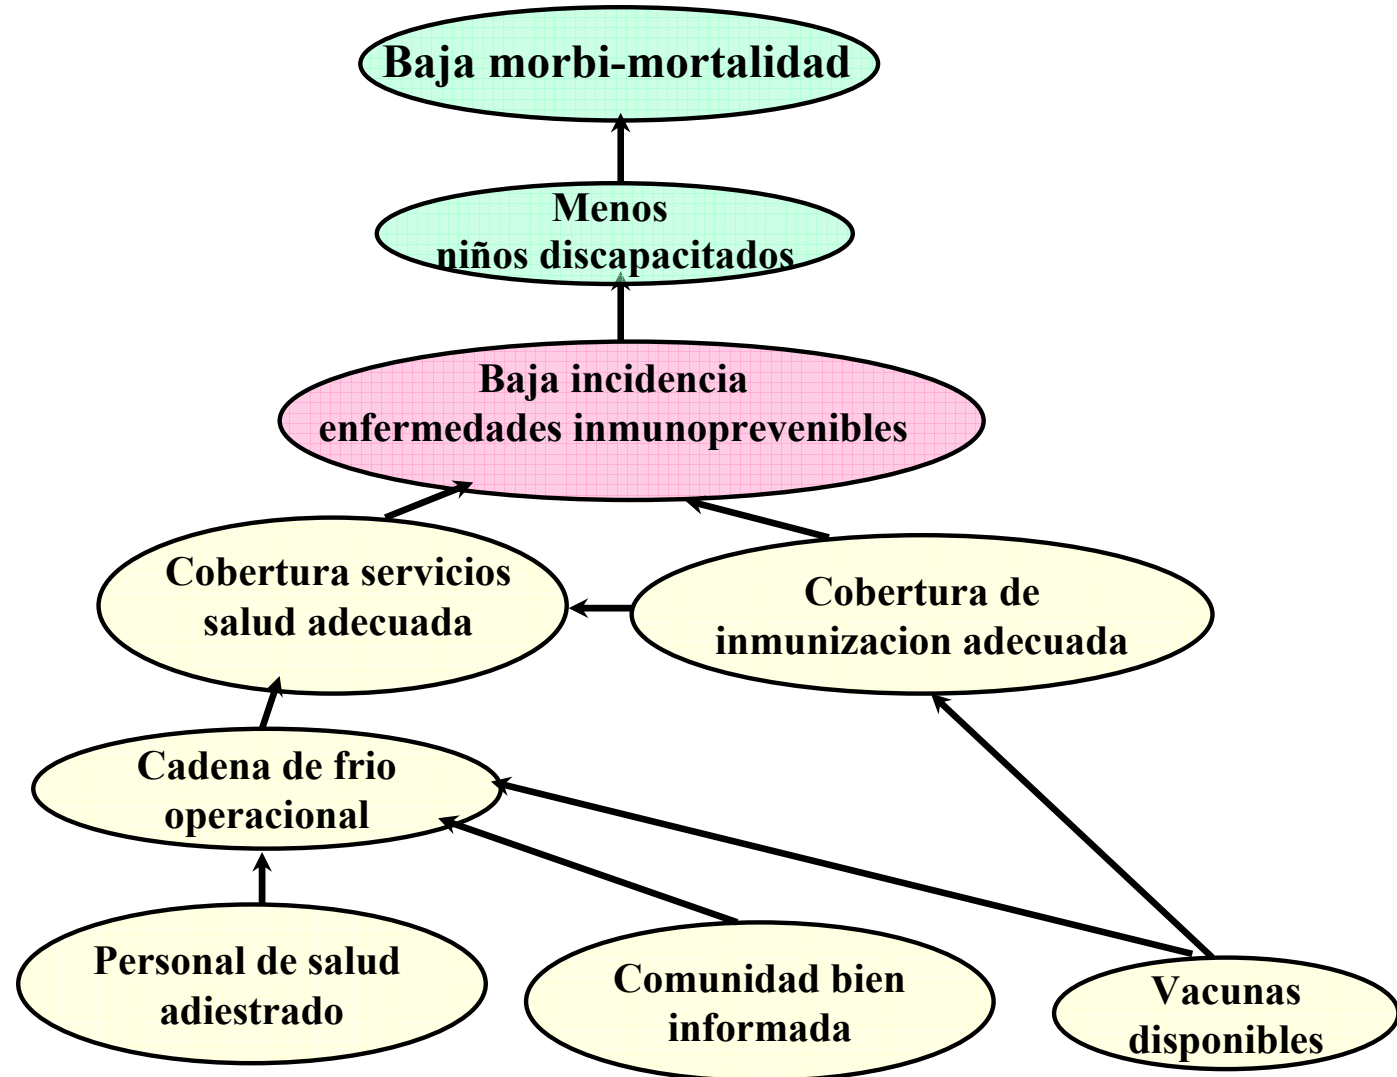 Baja morbi-mortalidad
Menos
niños discapacitados
Baja incidencia
enfermedades inmunoprevenibles
Cobertura servicios
salud adecuada
Cobertura de
inmunizacion adecuada
Cadena de frio
operacional
Personal de salud
adiestrado
Comunidad bien
informada
Vacunas
disponibles